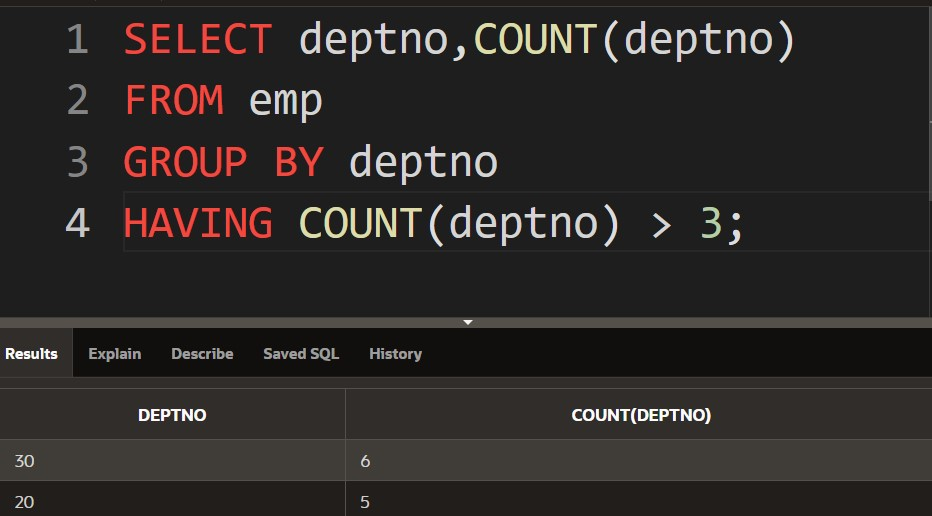 1 SELECT deptno,COUNT(deptno)
2 FROM emp
3 GROUP BY deptno
4 HAVING COUNT(deptno) > 3;
Results Explain Describe Saved SQL History
DEPTNO COUNT(DEPTNO)
30 6
20 5